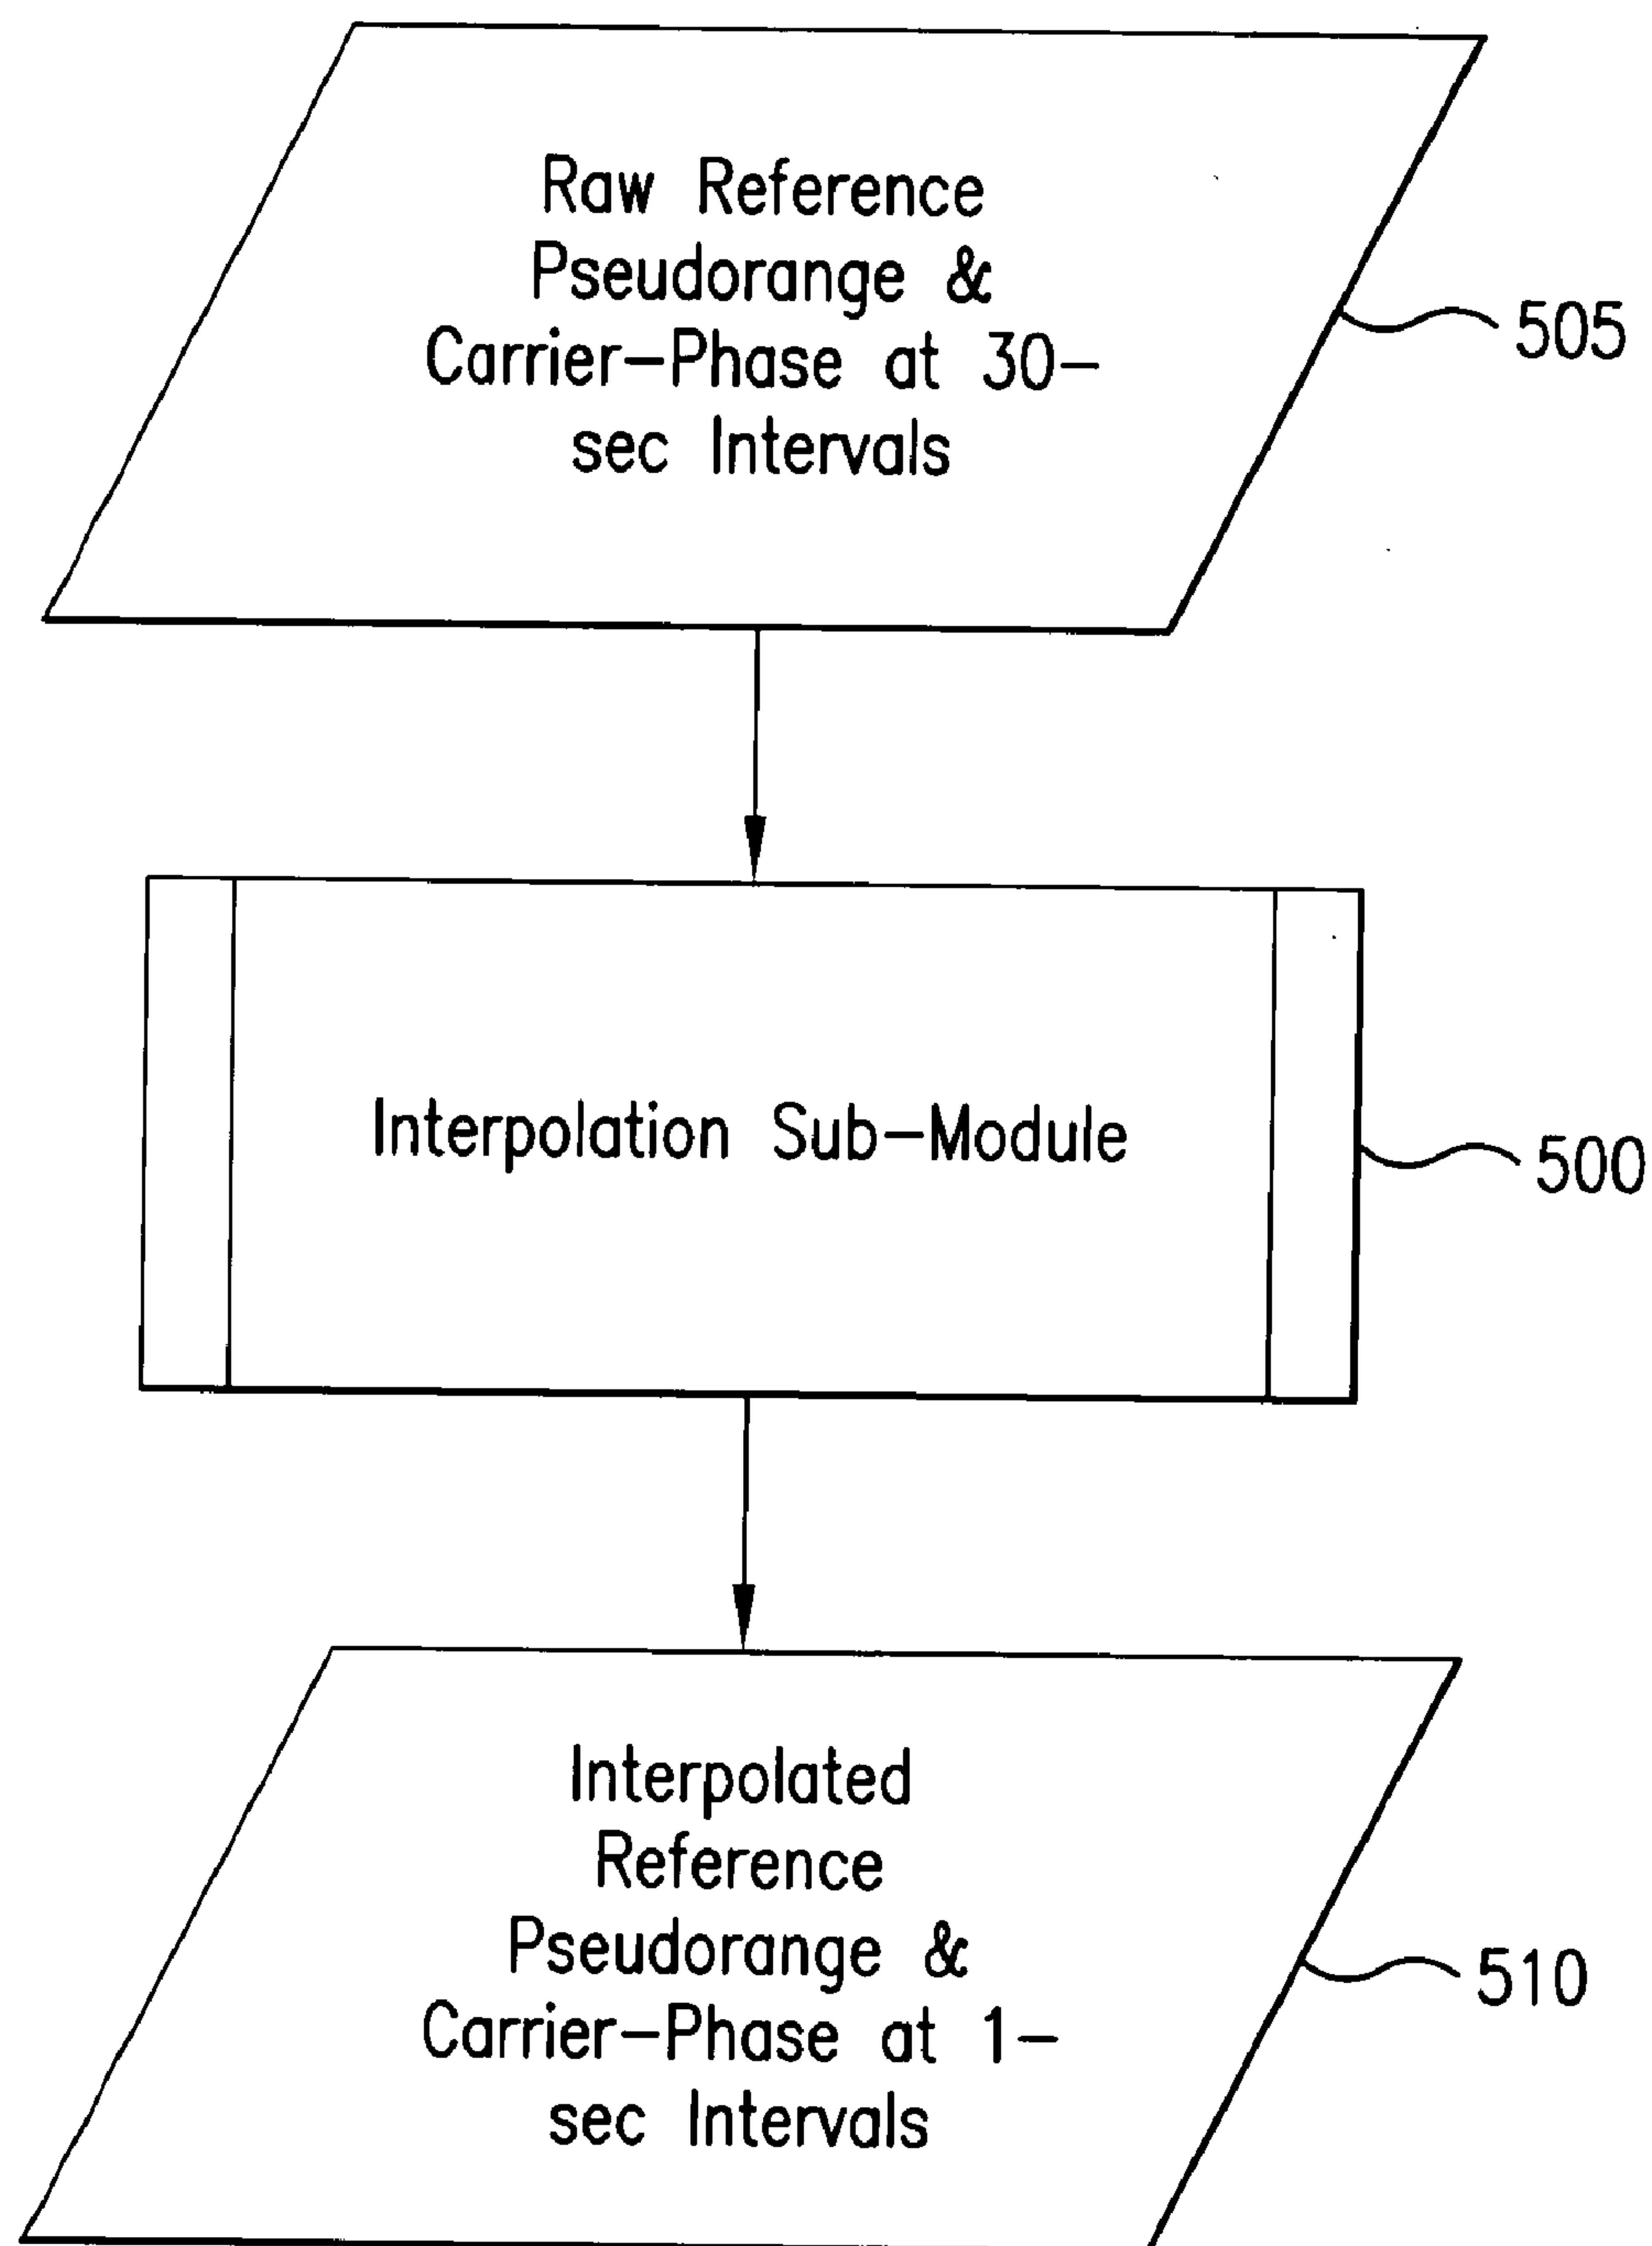 Raw Reference
Pseudorange &
Carrier-Phase at 30-
sec Intervals
505
Interpolation Sub-Module
500
Interpolated
Reference
Pseudorange &
Carrier-Phase at 1-
sec Intervals
510